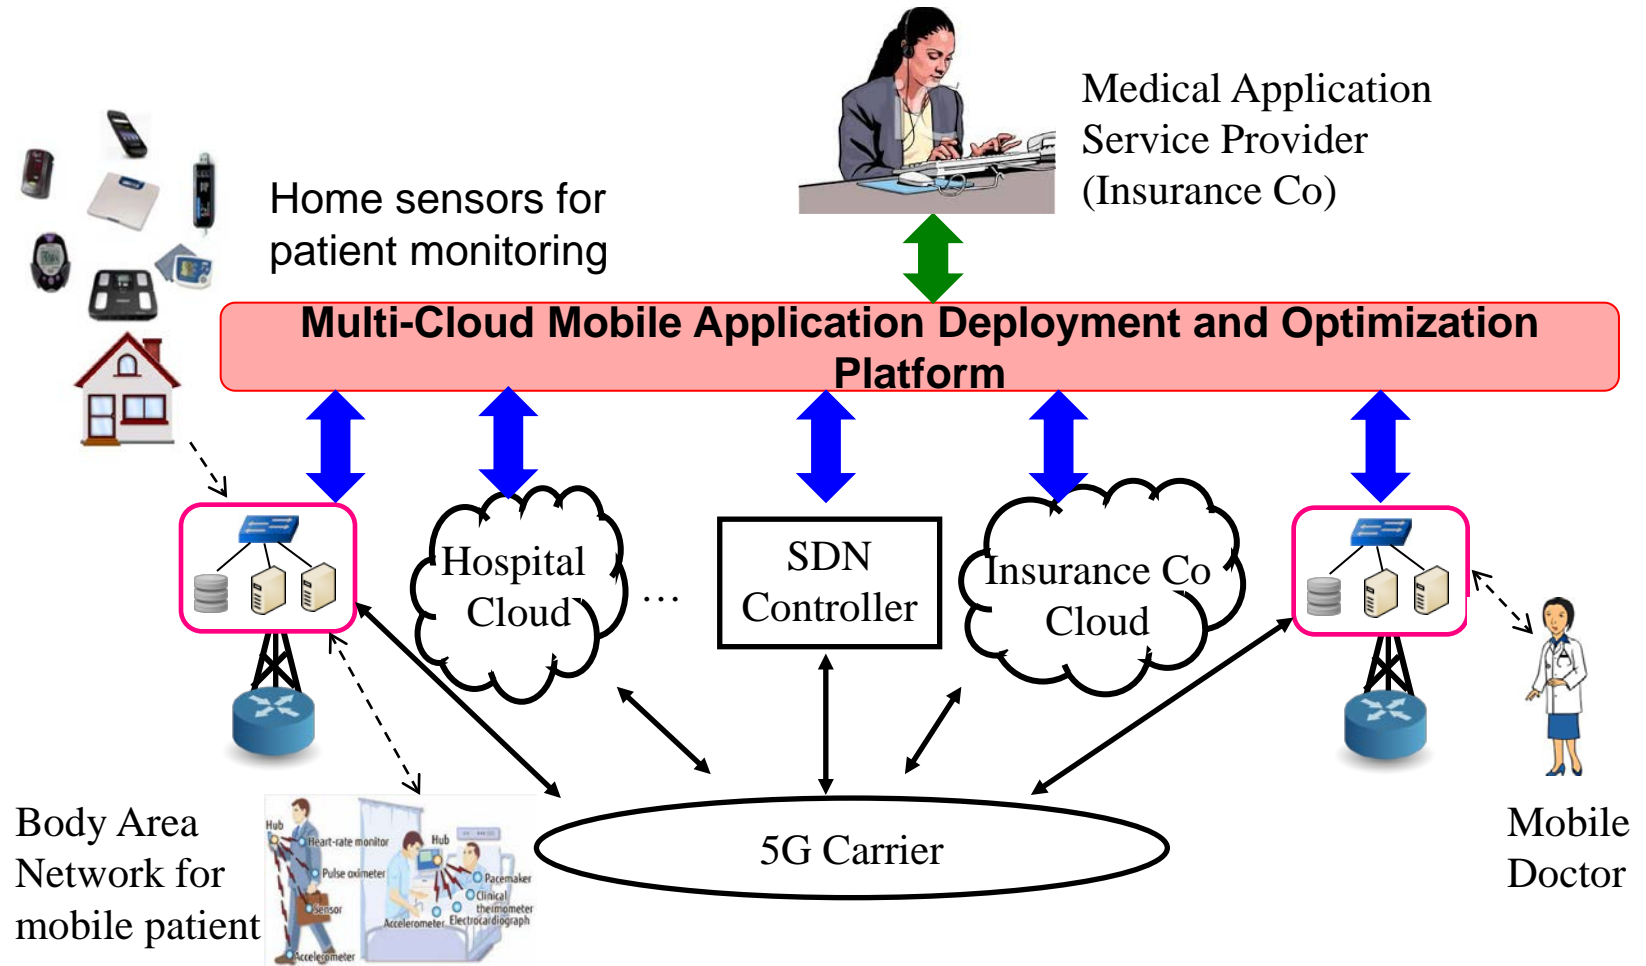 Medical Application
Service Provider
(Insurance Co)
Home sensors for
patient monitoring
Multi-Cloud Mobile Application Deployment and Optimization
Platform
Hospital
Cloud
...
SDN
Controller
Insurance Co
Cloud
5G Carrier
Body Area
Network for
mobile patient
Hub
Heart-rate monitor
Pulse oximeter
Sensor
Accelerometer
Hub
Pacemaker
Clinical
thermometer
Electrocardiograph
Accelerometer
Mobile
Doctor